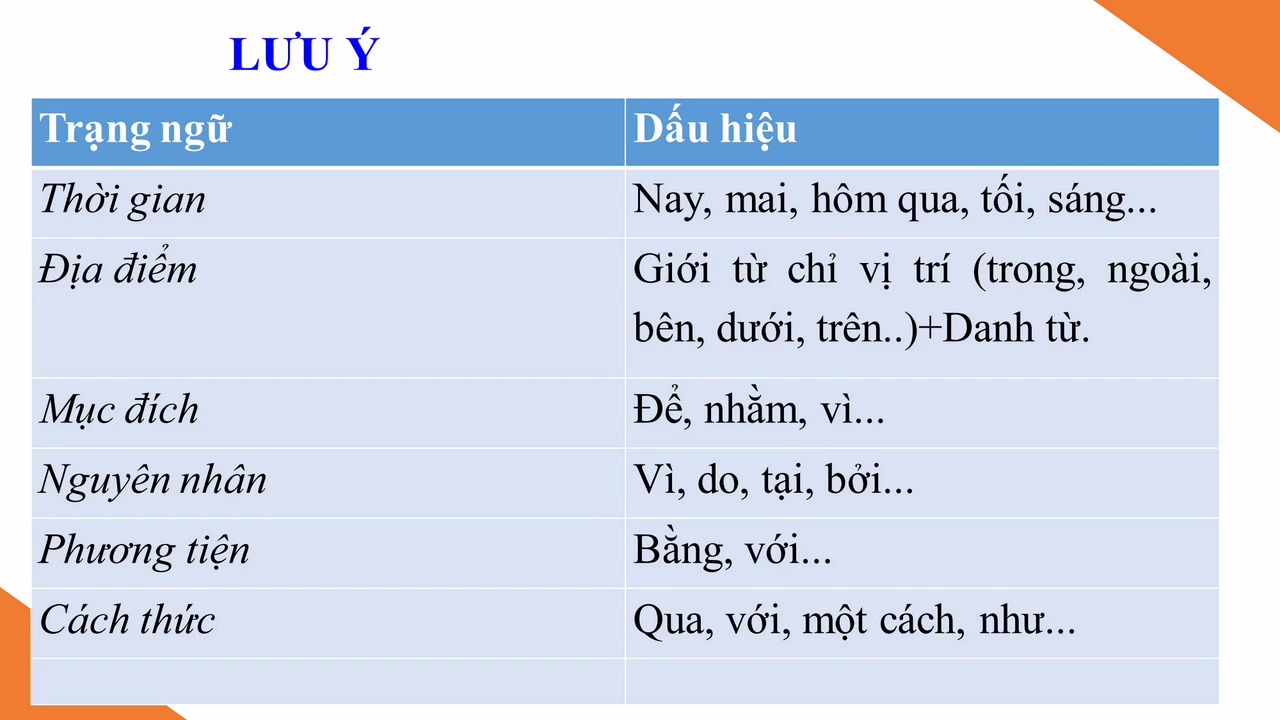 LƯU Ý
Trạng ngữ
Dấu hiệu
Thời gian
Nay, mai, hôm qua, tối, sáng...
Địa điểm
Giới từ chỉ vị trí (trong, ngoài,
bên, dưới, trên..)+Danh từ.
Mục đích
Để, nhằm, vì...
Nguyên nhân
Vì, do, tại, bởi...
Phương tiện
Bằng, với...
Cách thức
Qua, với, một cách, như...